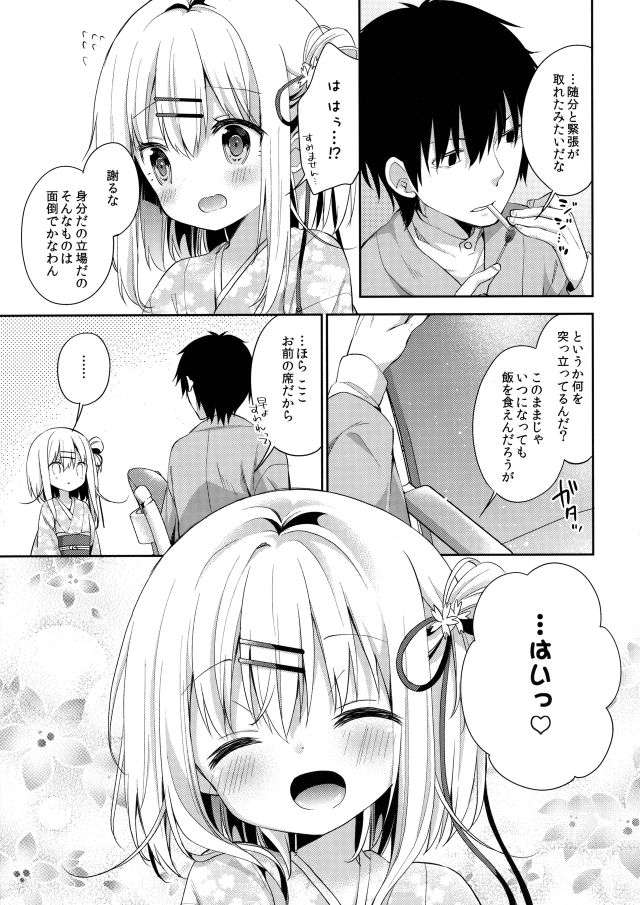 …随分と緊張が
取れたみたいだな
は はぅ…!?
すみません…
謝るな
身分だの立場だの
そんなものは
面倒でかなわん
というか何を
突っ立ってるんだ?
このままじゃ
いつになっても
飯を食えんだろうが
ガタッ
…ほら ここ
お前の席だから
早よ
すわれ
……
…はいっ♡